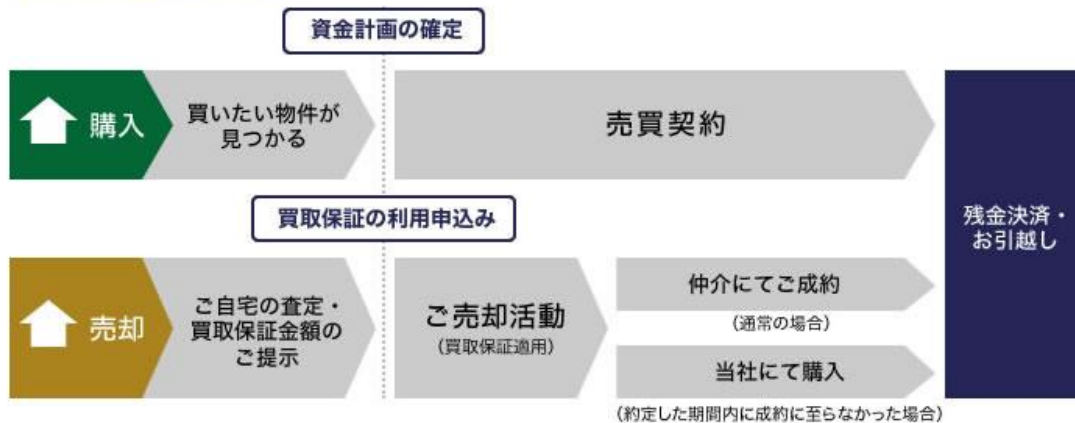 資金計画の確定
購入
買いたい物件が
見つかる
売買契約
買取保証の利用申込み
売却
ご自宅の査定・
買取保証金額の
ご提示
ご売却活動
(買取保証適用)
仲介にてご成約
(通常の場合)
当社にて購入
(約定した期間内に成約に至らなかった場合)
残金決済・
お引越し